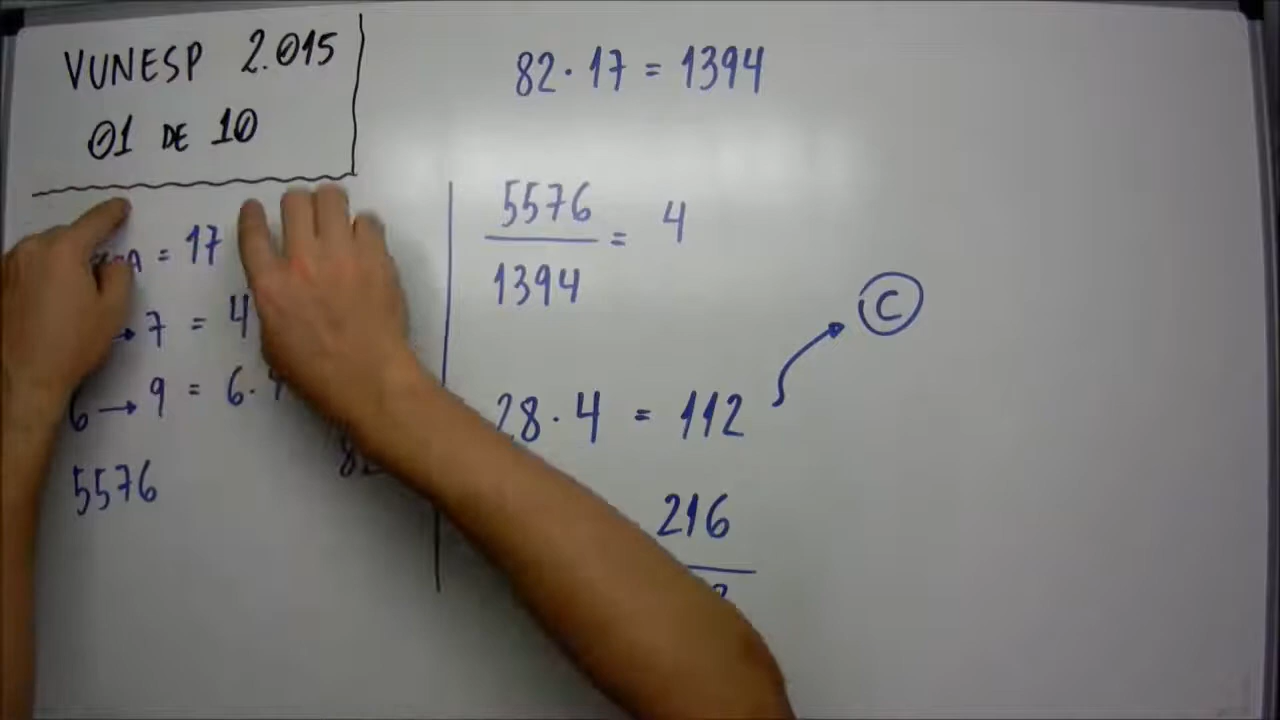 VUNESP 2.015
01 DE 10
= 17
→ 7 = 4
6 → 9 = 6.
5576
82 · 17 = 1394
5576
1394
= 4
28 · 4 = 112
C
216